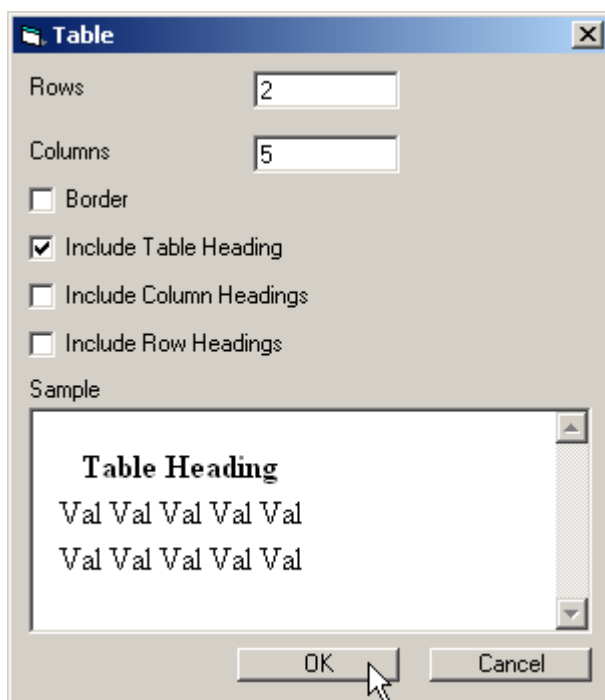 Table
Rows 2
Columns 5
Border
Include Table Heading
Include Column Headings
Include Row Headings
Sample
Table Heading
Val Val Val Val Val
Val Val Val Val Val
OK Cancel